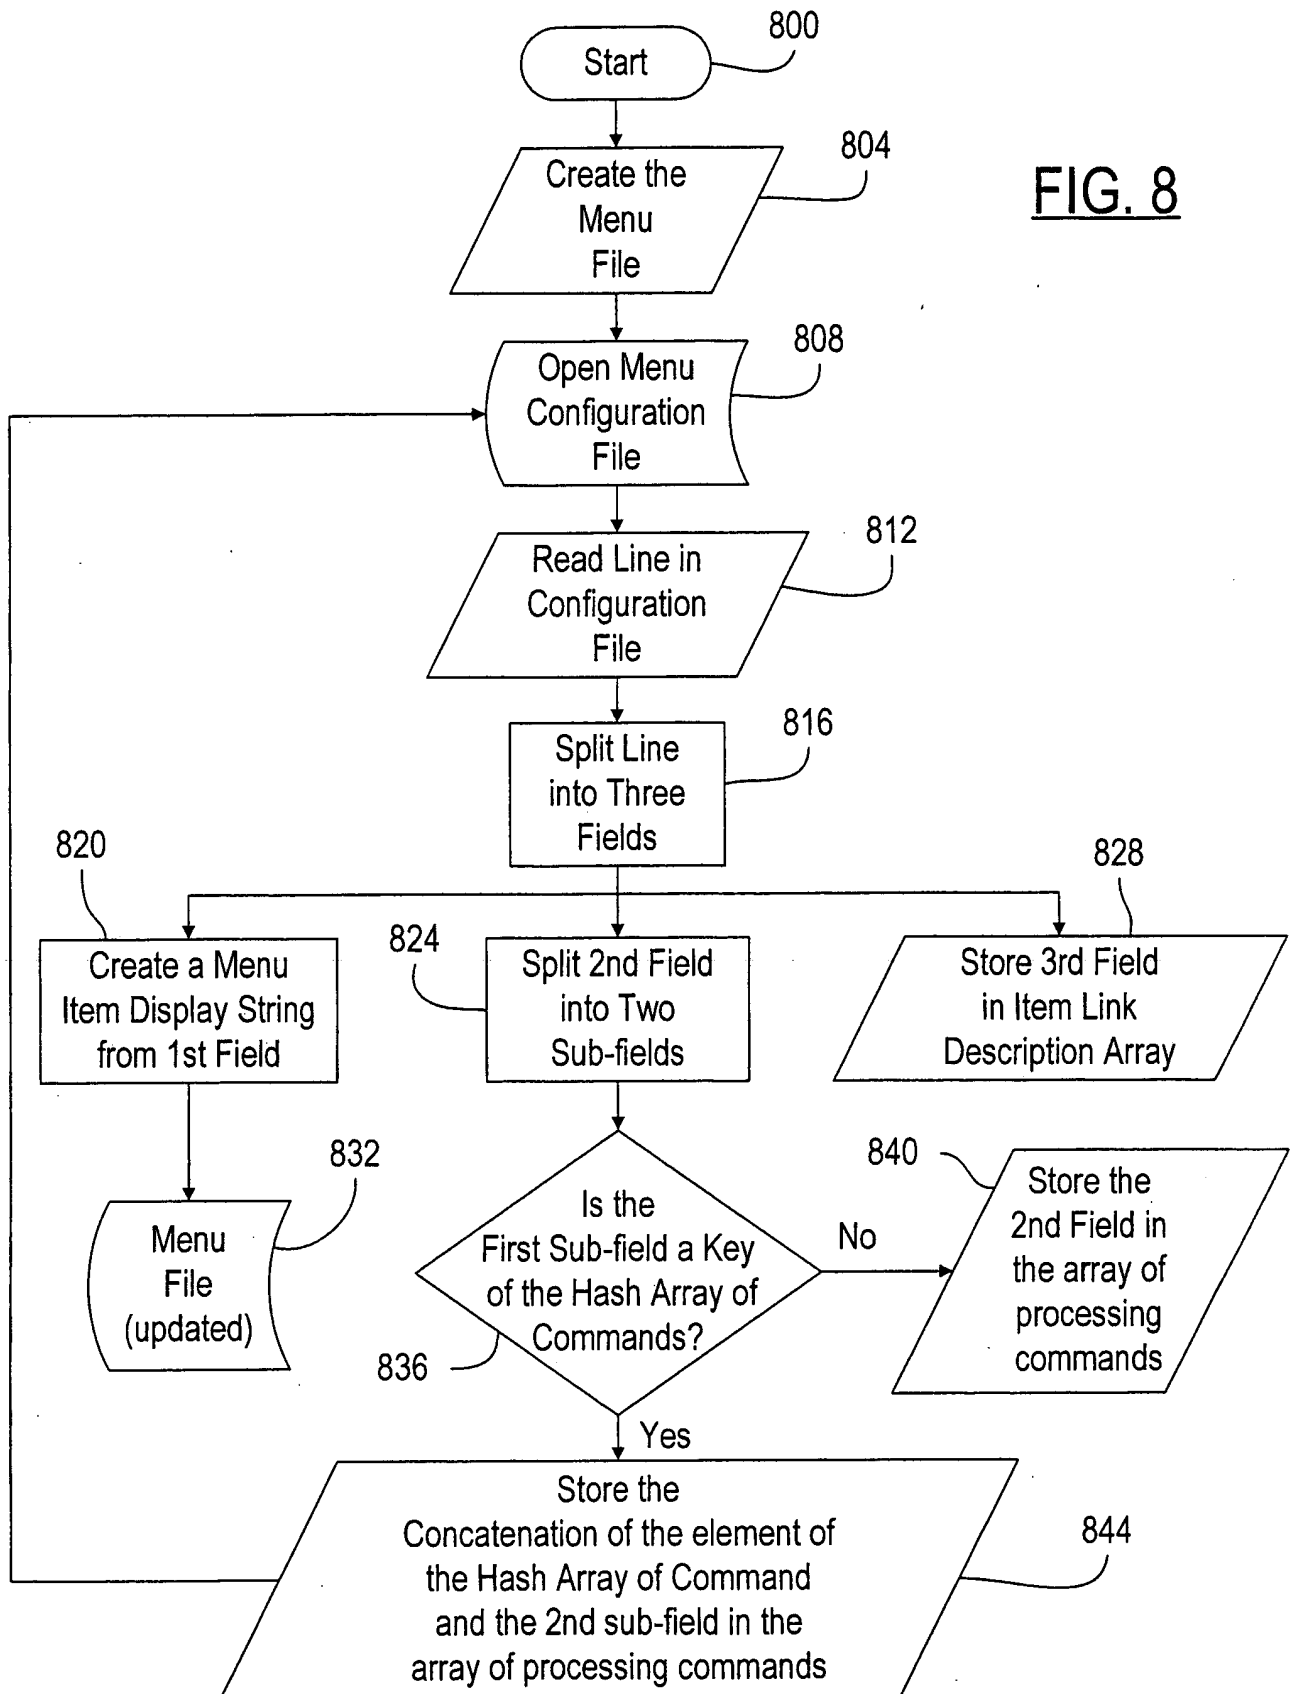 800
Start
804
Create the
Menu
File
FIG. 8
808
Open Menu
Configuration
File
812
Read Line in
Configuration
File
816
Split Line
into Three
Fields
820
Create a Menu
Item Display String
from 1st Field
824
Split 2nd Field
into Two
Sub-fields
828
Store 3rd Field
in Item Link
Description Array
832
Menu
File
(updated)
836
Is the
First Sub-field a Key
of the Hash Array of
Commands?
No
840
Store the
2nd Field in
the array of
processing
commands
Yes
844
Store the
Concatenation of the element of
the Hash Array of Command
and the 2nd sub-field in the
array of processing commands